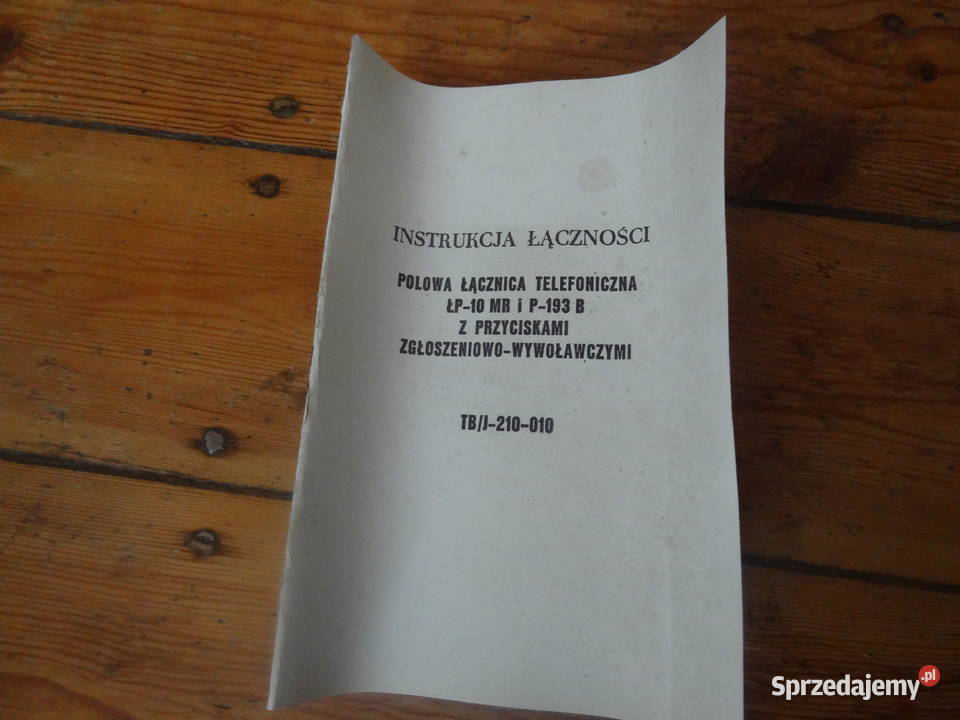 INSTRUKCJA ŁĄCZNOŚCI
POLOWA ŁĄCZNICA TELEFONICZNA
ŁP-10 MR i P-193 B
Z PRZYCISKAMI
ZGŁOSZENIOWO-WYWOŁAWCZYMI
TB/J-210-010
Sprzedajemy.pl